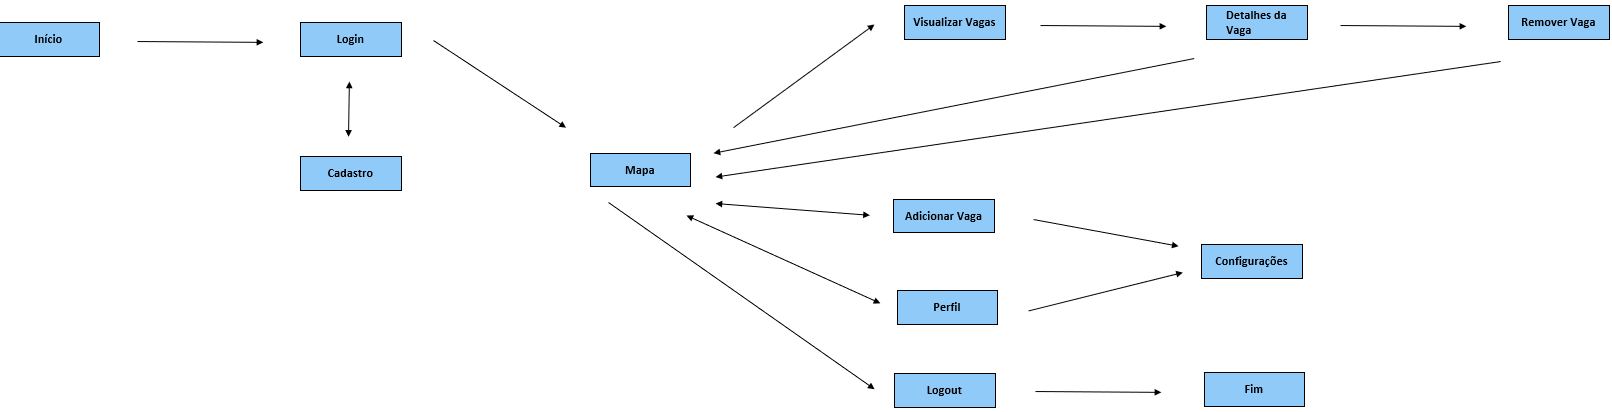 Início
Login
Cadastro
Mapa
Visualizar Vagas
Detalhes da
Vaga
Remover Vaga
Adicionar Vaga
Configurações
Perfil
Logout
Fim